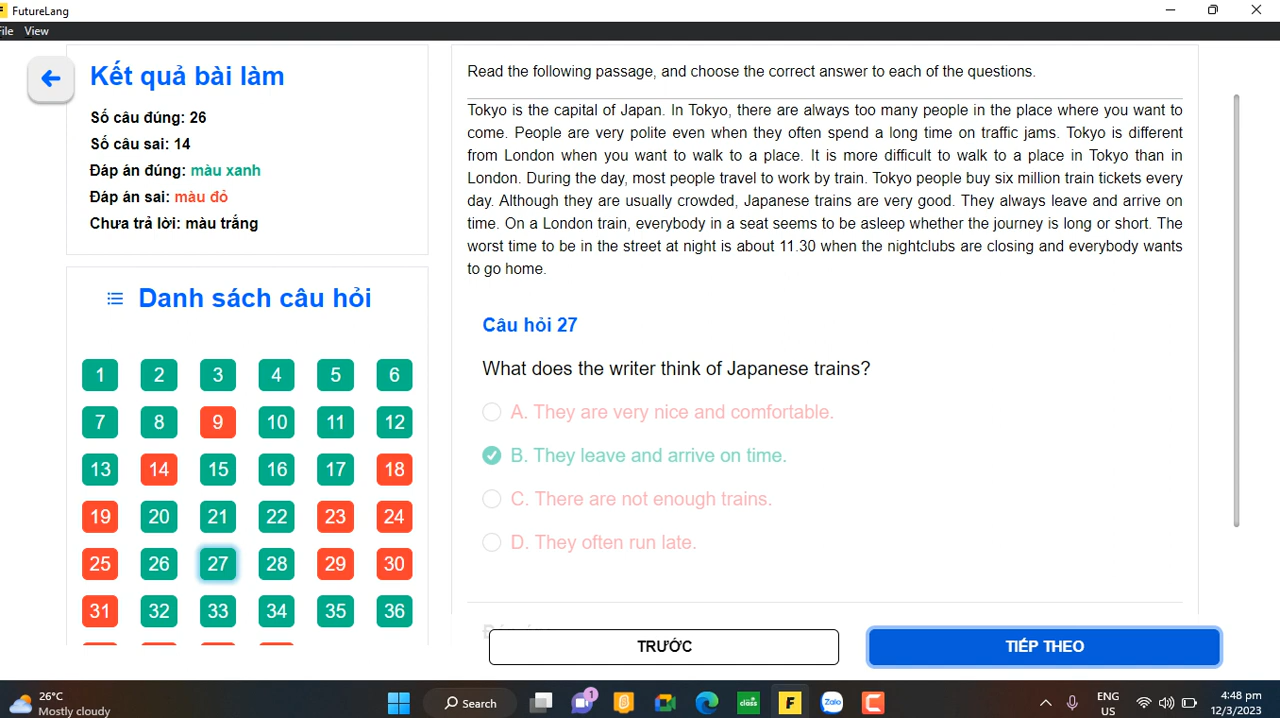 FutureLang
File View
Kết quả bài làm
Số câu đúng: 26
Số câu sai: 14
Đáp án đúng: màu xanh
Đáp án sai: màu đỏ
Chưa trả lời: màu trắng
Danh sách câu hỏi
1 2 3 4 5 6
7 8 9 10 11 12
13 14 15 16 17 18
19 20 21 22 23 24
25 26 27 28 29 30
31 32 33 34 35 36
Read the following passage, and choose the correct answer to each of the questions.
Tokyo is the capital of Japan. In Tokyo, there are always too many people in the place where you want to
come. People are very polite even when they often spend a long time on traffic jams. Tokyo is different
from London when you want to walk to a place. It is more difficult to walk to a place in Tokyo than in
London. During the day, most people travel to work by train. Tokyo people buy six million train tickets every
day. Although they are usually crowded, Japanese trains are very good. They always leave and arrive on
time. On a London train, everybody in a seat seems to be asleep whether the journey is long or short. The
worst time to be in the street at night is about 11.30 when the nightclubs are closing and everybody wants
to go home.
Câu hỏi 27
What does the writer think of Japanese trains?
A. They are very nice and comfortable.
B. They leave and arrive on time.
C. There are not enough trains.
D. They often run late.
TRƯỚC
TIẾP THEO
26°C
Mostly cloudy
Search
1
class
F
Zalo
ENG
US
4:48 pm
12/3/2023